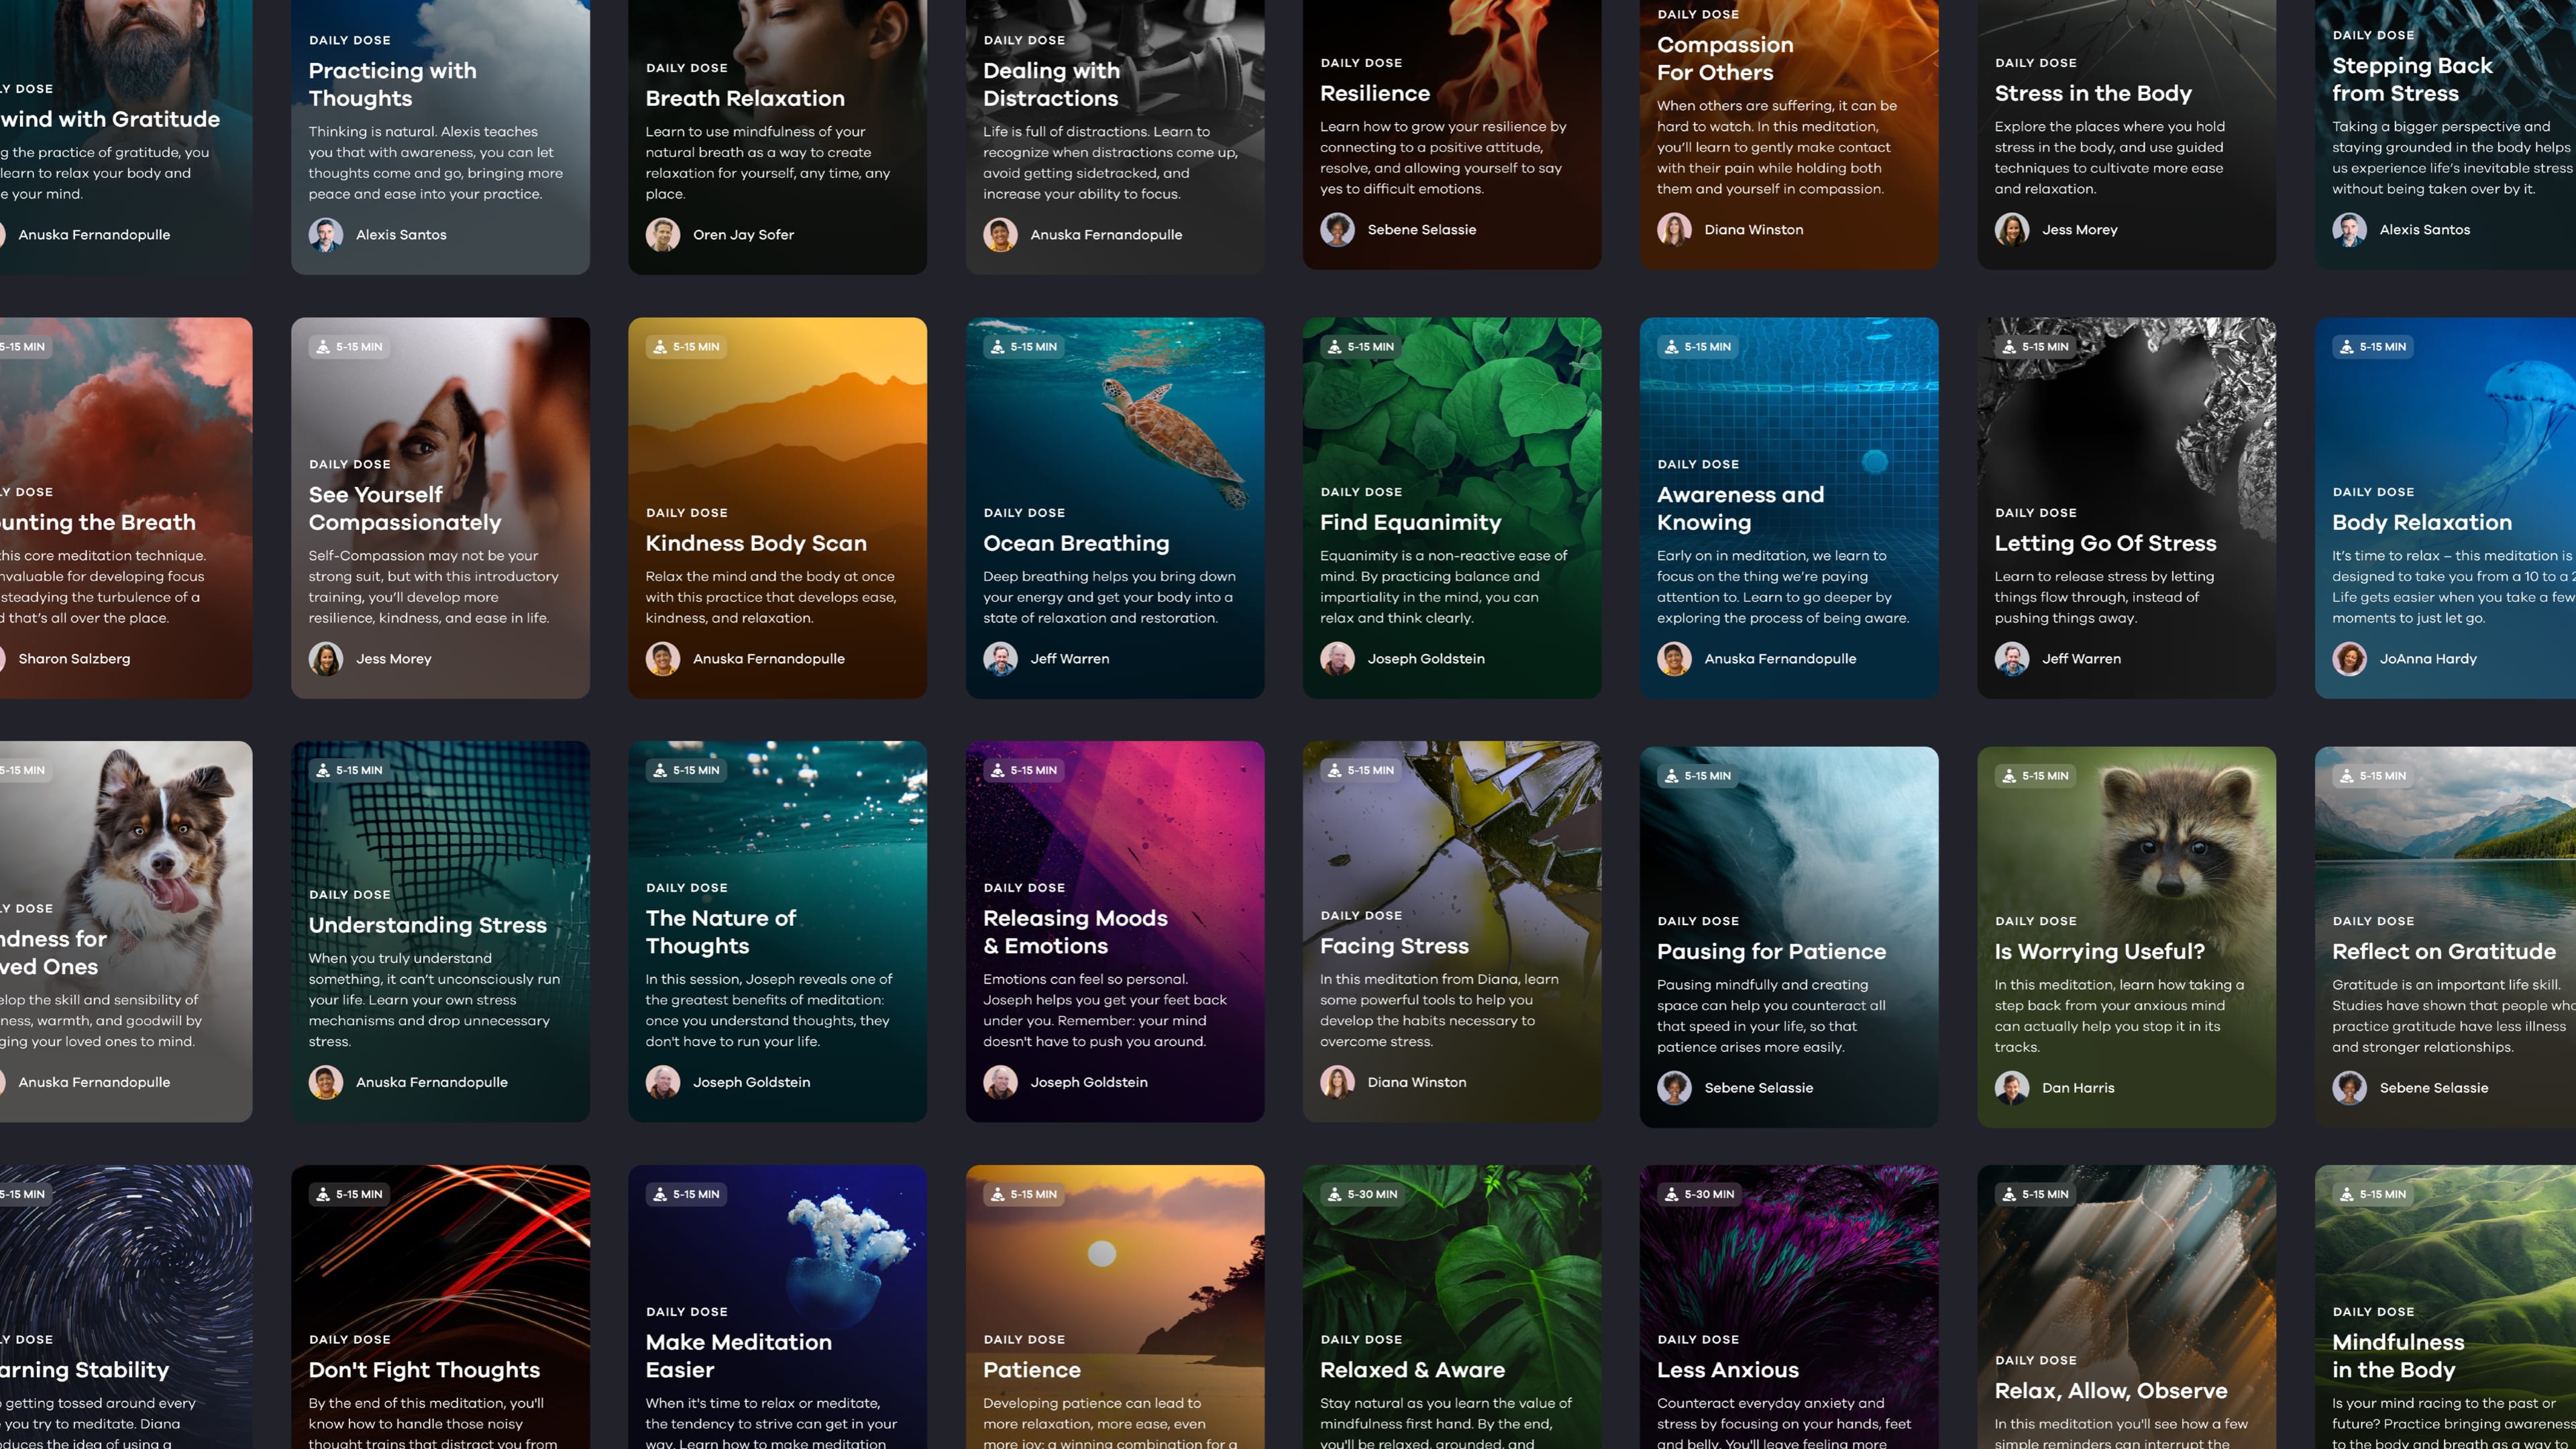 LY DOSE
wind with Gratitude
g the practice of gratitude, you
learn to relax your body and
e your mind.
Anuska Fernandopulle
DAILY DOSE
Practicing with
Thoughts
Thinking is natural. Alexis teaches
you that with awareness, you can let
thoughts come and go, bringing more
peace and ease into your practice.
Alexis Santos
DAILY DOSE
Breath Relaxation
Learn to use mindfulness of your
natural breath as a way to create
relaxation for yourself, any time, any
place.
Oren Jay Sofer
DAILY DOSE
Dealing with
Distractions
Life is full of distractions. Learn to
recognize when distractions come up,
avoid getting sidetracked, and
increase your ability to focus.
Anuska Fernandopulle
DAILY DOSE
Resilience
Learn how to grow your resilience by
connecting to a positive attitude,
resolve, and allowing yourself to say
yes to difficult emotions.
Sebene Selassie
DAILY DOSE
Compassion
For Others
When others are suffering, it can be
hard to watch. In this meditation,
you'll learn to gently make contact
with their pain while holding both
them and yourself in compassion.
Diana Winston
DAILY DOSE
Stress in the Body
Explore the places where you hold
stress in the body, and use guided
techniques to cultivate more ease
and relaxation.
Jess Morey
DAILY DOSE
Stepping Back
from Stress
Taking a bigger perspective and
staying grounded in the body helps
us experience life's inevitable stress
without being taken over by it.
Alexis Santos
5-15 MIN
LY DOSE
unting the Breath
his core meditation technique.
nvaluable for developing focus
steadying the turbulence of a
d that's all over the place.
Sharon Salzberg
5-15 MIN
DAILY DOSE
See Yourself
Compassionately
Self-Compassion may not be your
strong suit, but with this introductory
training, you'll develop more
resilience, kindness, and ease in life.
Jess Morey
5-15 MIN
DAILY DOSE
Kindness Body Scan
Relax the mind and the body at once
with this practice that develops ease,
kindness, and relaxation.
Anuska Fernandopulle
5-15 MIN
DAILY DOSE
Ocean Breathing
Deep breathing helps you bring down
your energy and get your body into a
state of relaxation and restoration.
Jeff Warren
5-15 MIN
DAILY DOSE
Find Equanimity
Equanimity is a non-reactive ease of
mind. By practicing balance and
impartiality in the mind, you can
relax and think clearly.
Joseph Goldstein
5-15 MIN
DAILY DOSE
Awareness and
Knowing
Early on in meditation, we learn to
focus on the thing we're paying
attention to. Learn to go deeper by
exploring the process of being aware.
Anuska Fernandopulle
5-15 MIN
DAILY DOSE
Letting Go Of Stress
Learn to release stress by letting
things flow through, instead of
pushing things away.
Jeff Warren
5-15 MIN
DAILY DOSE
Body Relaxation
It's time to relax – this meditation is
designed to take you from a 10 to a 2
Life gets easier when you take a few
moments to just let go.
JoAnna Hardy
5-15 MIN
LY DOSE
ndness for
ved Ones
elop the skill and sensibility of
ness, warmth, and goodwill by
ging your loved ones to mind.
Anuska Fernandopulle
5-15 MIN
DAILY DOSE
Understanding Stress
When you truly understand
something, it can't unconsciously run
your life. Learn your own stress
mechanisms and drop unnecessary
stress.
Anuska Fernandopulle
5-15 MIN
DAILY DOSE
The Nature of
Thoughts
In this session, Joseph reveals one of
the greatest benefits of meditation:
once you understand thoughts, they
don't have to run your life.
Joseph Goldstein
5-15 MIN
DAILY DOSE
Releasing Moods
& Emotions
Emotions can feel so personal.
Joseph helps you get your feet back
under you. Remember: your mind
doesn't have to push you around.
Joseph Goldstein
5-15 MIN
DAILY DOSE
Facing Stress
In this meditation from Diana, learn
some powerful tools to help you
develop the habits necessary to
overcome stress.
Diana Winston
5-15 MIN
DAILY DOSE
Pausing for Patience
Pausing mindfully and creating
space can help you counteract all
that speed in your life, so that
patience arises more easily.
Sebene Selassie
5-15 MIN
DAILY DOSE
Is Worrying Useful?
In this meditation, learn how taking a
step back from your anxious mind
can actually help you stop it in its
tracks.
Dan Harris
5-15 MIN
DAILY DOSE
Reflect on Gratitude
Gratitude is an important life skill.
Studies have shown that people who
practice gratitude have less illness
and stronger relationships.
Sebene Selassie
5-15 MIN
LY DOSE
arning Stability
getting tossed around every
you try to meditate. Diana
oduces the idea of using a
5-15 MIN
DAILY DOSE
Don't Fight Thoughts
By the end of this meditation, you'll
know how to handle those noisy
thought trains that distract you from
5-15 MIN
DAILY DOSE
Make Meditation
Easier
When it's time to relax or meditate,
the tendency to strive can get in your
way. Learn how to make meditation
5-15 MIN
DAILY DOSE
Patience
Developing patience can lead to
more relaxation, more ease, even
more joy: a winning combination for a
5-30 MIN
DAILY DOSE
Relaxed & Aware
Stay natural as you learn the value of
mindfulness first hand. By the end,
you'll be relaxed, grounded, and
5-30 MIN
DAILY DOSE
Less Anxious
Counteract everyday anxiety and
stress by focusing on your hands, feet
and belly. You'll leave feeling more
5-15 MIN
DAILY DOSE
Relax, Allow, Observe
In this meditation you'll see how a few
simple reminders can interrupt the
5-15 MIN
DAILY DOSE
Mindfulness
in the Body
Is your mind racing to the past or
future? Practice bringing awareness
to the body and breath as a way to